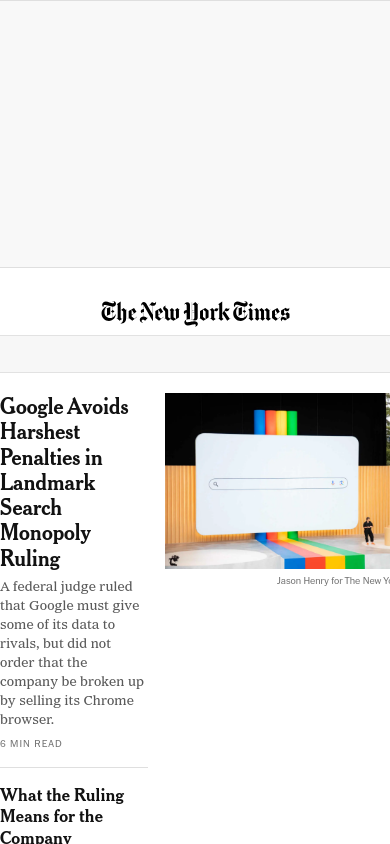 The New York Times
Google Avoids
Harshest
Penalties in
Landmark
Search
Monopoly
Ruling
A federal judge ruled
that Google must give
some of its data to
rivals, but did not
order that the
company be broken up
by selling its Chrome
browser.
6 MIN READ
Jason Henry for The New Yo
What the Ruling
Means for the
Company